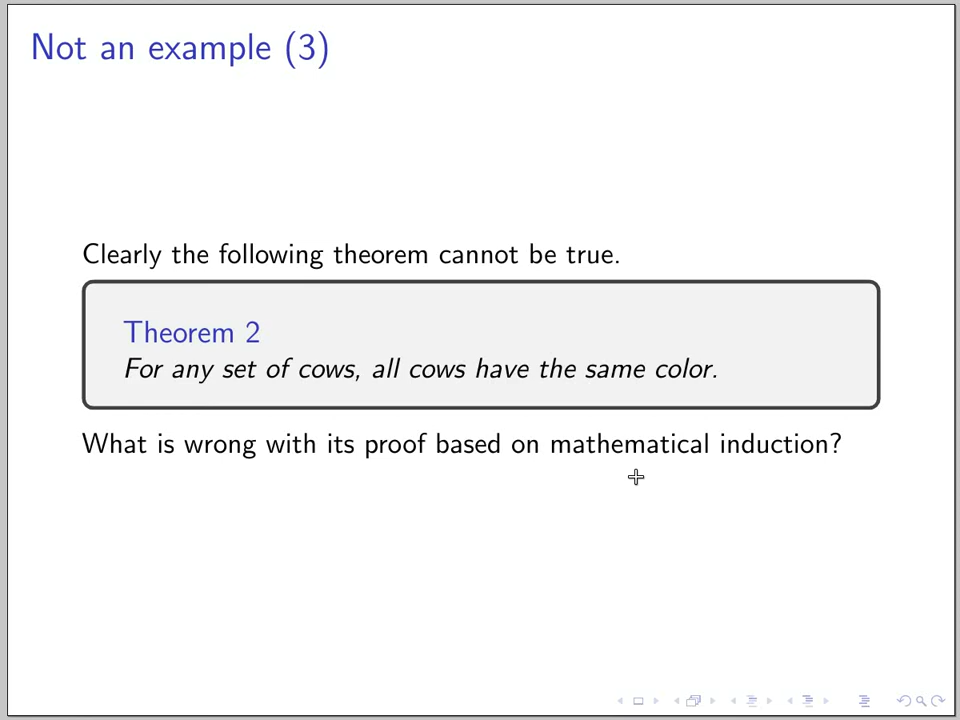 Not an example (3)
Clearly the following theorem cannot be true.
Theorem 2
For any set of cows, all cows have the same color.
What is wrong with its proof based on mathematical induction?